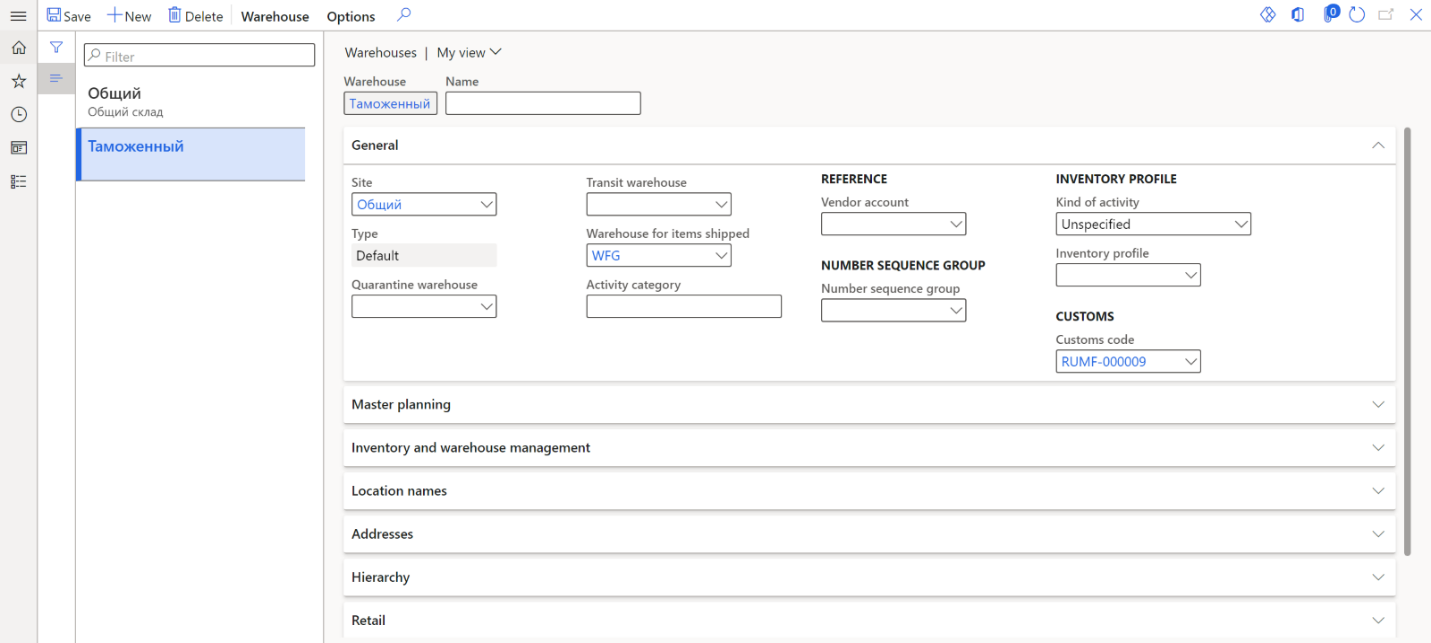 Save New Delete Warehouse Options 0
Filter
Общий
Общий склад
Таможенный
Warehouses | My view
Warehouse Name
Таможенный
General
Site
Общий
Type
Default
Quarantine warehouse
Transit warehouse
Warehouse for items shipped
WFG
Activity category
REFERENCE
Vendor account
NUMBER SEQUENCE GROUP
Number sequence group
INVENTORY PROFILE
Kind of activity
Unspecified
Inventory profile
CUSTOMS
Customs code
RUMF-000009
Master planning
Inventory and warehouse management
Location names
Addresses
Hierarchy
Retail